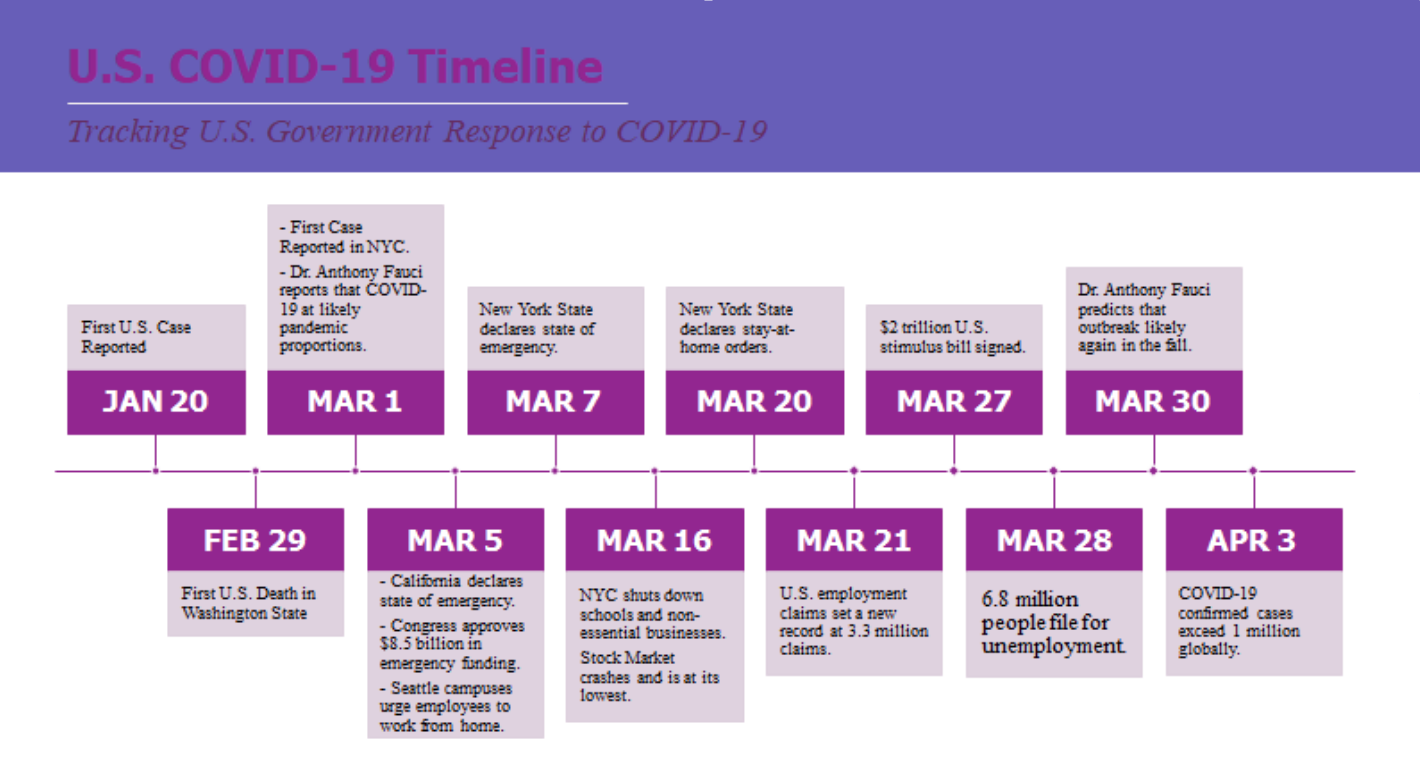 U.S. COVID-19 Timeline
Tracking U.S. Government Response to COVID-19
First U.S. Case
Reported
JAN 20
- First Case
Reported in NYC.
- Dr. Anthony Fauci
reports that COVID-
19 at likely
pandemic
proportions.
MAR 1
New York State
declares state of
emergency.
MAR 7
New York State
declares stay-at-
home orders.
MAR 20
$2 trillion U.S.
stimulus bill signed.
MAR 27
Dr. Anthony Fauci
predicts that
outbreak likely
again in the fall.
MAR 30
FEB 29
First U.S. Death in
Washington State
MAR 5
- California declares
state of emergency.
- Congress approves
$8.5 billion in
emergency funding.
- Seattle campuses
urge employees to
work from home.
MAR 16
NYC shuts down
schools and non-
essential businesses.
Stock Market
crashes and is at its
lowest.
MAR 21
U.S. employment
claims set a new
record at 3.3 million
claims.
MAR 28
6.8 million
people file for
unemployment.
APR 3
COVID-19
confirmed cases
exceed 1 million
globally.